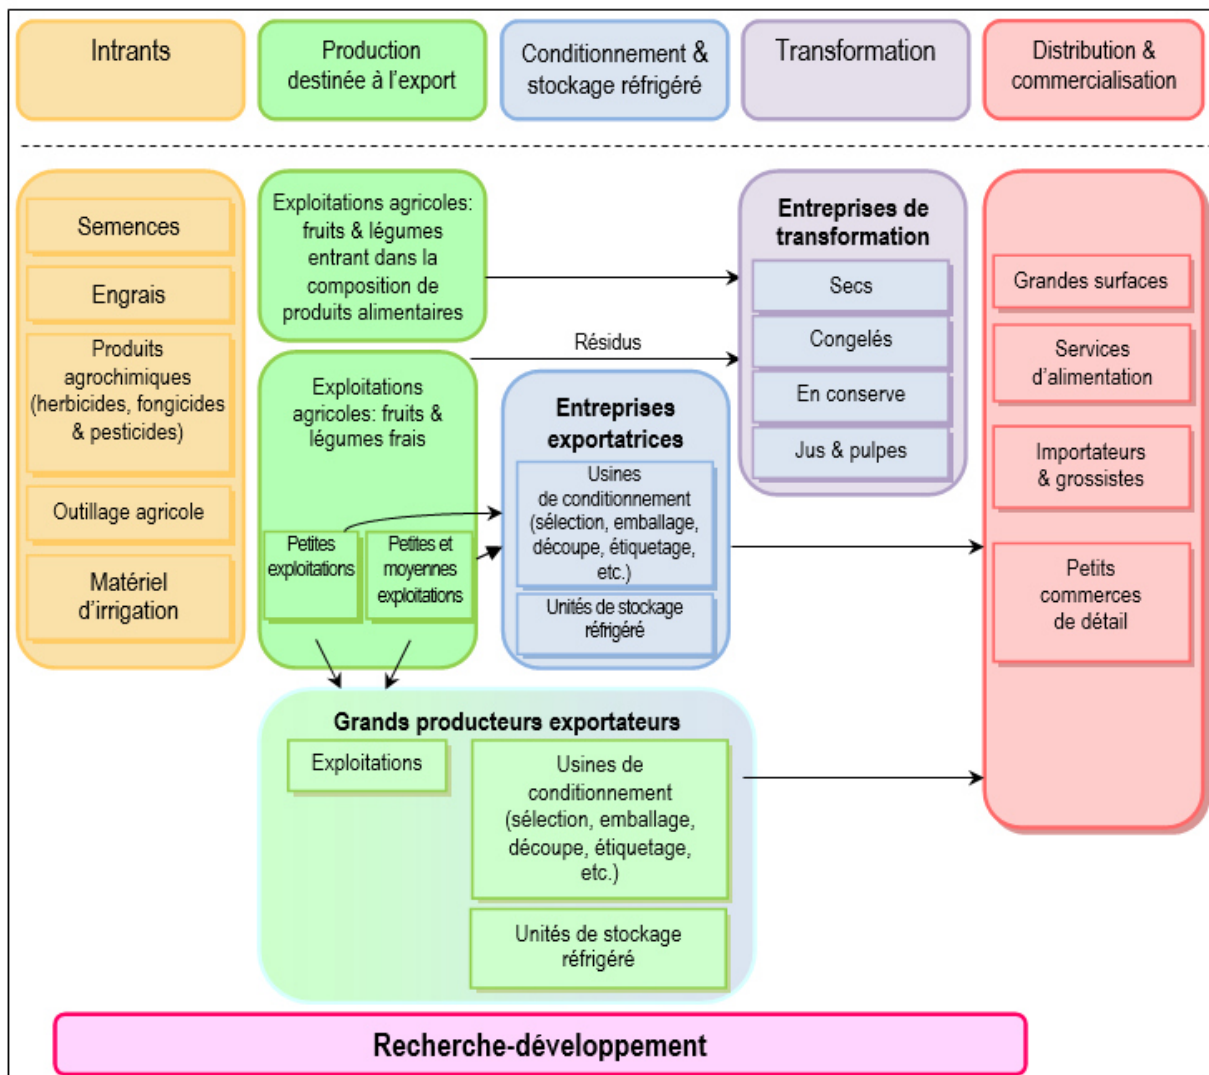 Intrants
Production
destinée à l'export
Conditionnement &
stockage réfrigéré
Transformation
Distribution &
commercialisation
Semences
Engrais
Produits
agrochimiques
(herbicides, fongicides
& pesticides)
Outillage agricole
Matériel
d'irrigation
Exploitations agricoles:
fruits & légumes
entrant dans la
composition de
produits alimentaires
Exploitations
agricoles: fruits &
légumes frais
Petites
exploitations
Petites et
moyennes
exploitations
Résidus
Entreprises
exportatrices
Usines
de conditionnement
(sélection, emballage,
découpe, étiquetage,
etc.)
Unités de stockage
réfrigéré
Entreprises de
transformation
Secs
Congelés
En conserve
Jus & pulpes
Grandes surfaces
Services
d'alimentation
Importateurs
& grossistes
Petits
commerces
de détail
Grands producteurs exportateurs
Exploitations
Usines de
conditionnement
(sélection, emballage,
découpe, étiquetage,
etc.)
Unités de stockage
réfrigéré
Recherche-développement